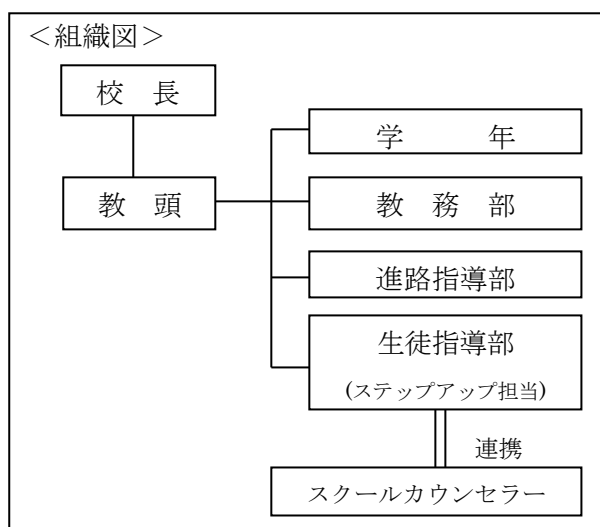 ＜組織図＞
校　長
学　　　年
教　頭
教　務　部
進路指導部
生徒指導部
(ステップアップ担当)
連携
スクールカウンセラー